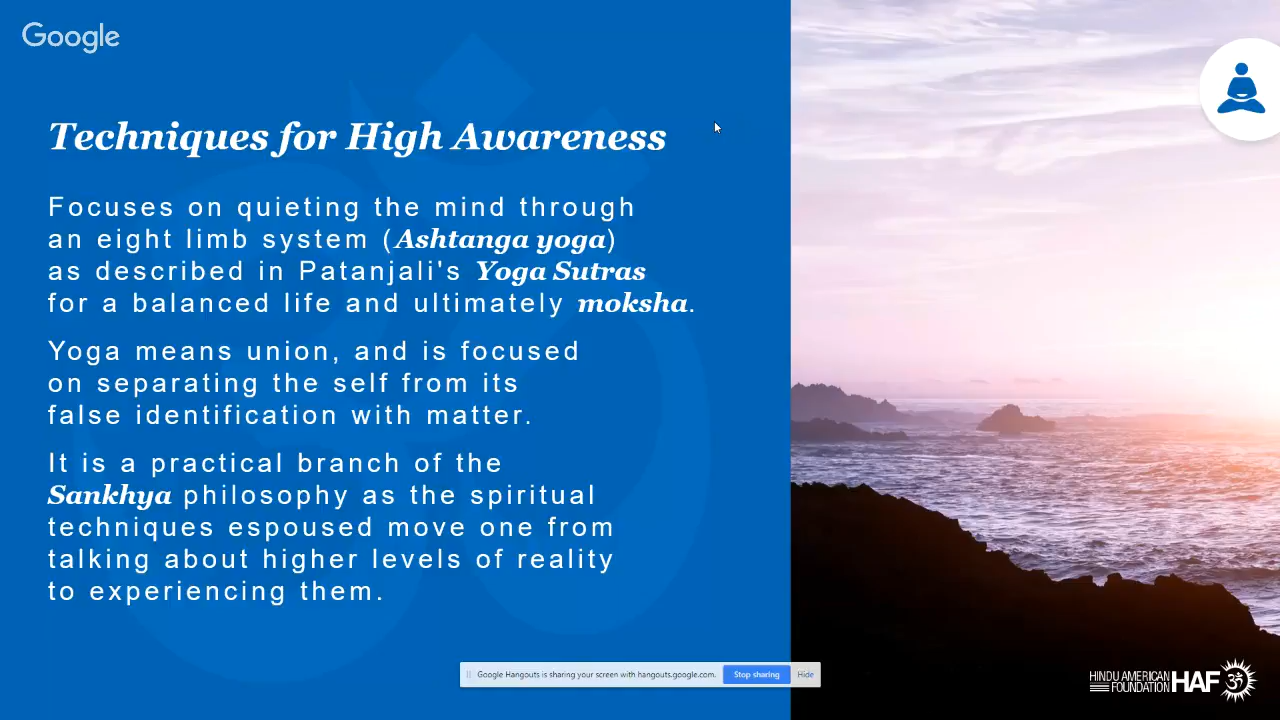 Google
Techniques for High Awareness
Focuses on quieting the mind through
an eight limb system (Ashtanga yoga)
as described in Patanjali's Yoga Sutras
for a balanced life and ultimately moksha.
Yoga means union, and is focused
on separating the self from its
false identification with matter.
It is a practical branch of the
Sankhya philosophy as the spiritual
techniques espoused move one from
talking about higher levels of reality
to experiencing them.
Google Hangouts is sharing your screen with hangouts.google.com. Stop sharing Hide
HINDU AMERICAN
FOUNDATION HAF ॐ